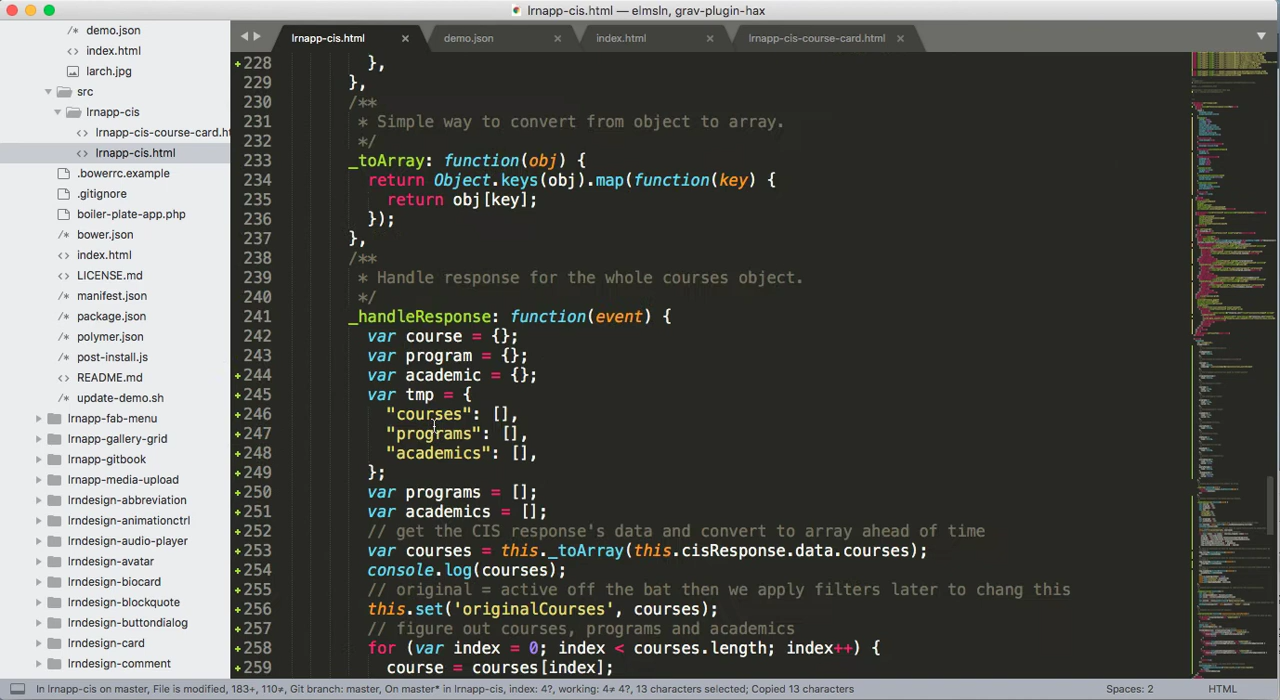 lrnapp-cis.html — elmsln, grav-plugin-hax
lrnapp-cis.html
demo.json
index.html
lrnapp-cis-course-card.html
demo.json
index.html
larch.jpg
src
lrnapp-cis
lrnapp-cis-course-card.ht
lrnapp-cis.html
.bowerrc.example
.gitignore
boiler-plate-app.php
bower.json
index.html
LICENSE.md
manifest.json
package.json
polymer.json
post-install.js
README.md
update-demo.sh
lrnapp-fab-menu
lrnapp-gallery-grid
lrnapp-gitbook
lrnapp-media-upload
lrndesign-abbreviation
lrndesign-animationctrl
lrndesign-audio-player
lrndesign-avatar
lrndesign-biocard
lrndesign-blockquote
lrndesign-buttondialog
lrndesign-card
lrndesign-comment
228 },
229 },
230 /**
231 * Simple way to convert from object to array.
232 */
233 _toArray: function(obj) {
234 return Object.keys(obj).map(function(key) {
235 return obj[key];
236 });
237 },
238 /**
239 * Handle response for the whole courses object.
240 */
241 _handleResponse: function(event) {
242 var course = {};
243 var program = {};
244 var academic = {};
245 var tmp = {
246 "courses": [],
247 "programs": [],
248 "academics": [],
249 };
250 var programs = [];
251 var academics = [];
252 // get the CIS response's data and convert to array ahead of time
253 var courses = this._toArray(this.cisResponse.data.courses);
254 console.log(courses);
255 // original = active off the bat then we apply filters later to chang this
256 this.set('originalCourses', courses);
257 // figure out courses, programs and academics
258 for (var index = 0; index < courses.length; index++) {
259 course = courses[index];
In lrnapp-cis on master, File is modified, 183+, 110≠, Git branch: master, On master* in lrnapp-cis, index: 4?, working: 4≠ 4?, 13 characters selected; Copied 13 characters
Spaces: 2
HTML